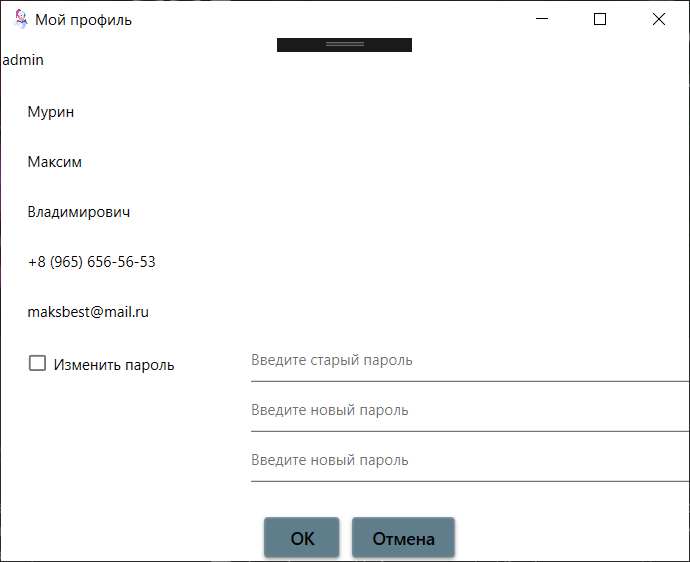 Мой профиль
admin
Мурин
Максим
Владимирович
+8 (965) 656-56-53
maksbest@mail.ru
Изменить пароль
Введите старый пароль
Введите новый пароль
Введите новый пароль
OK
Отмена